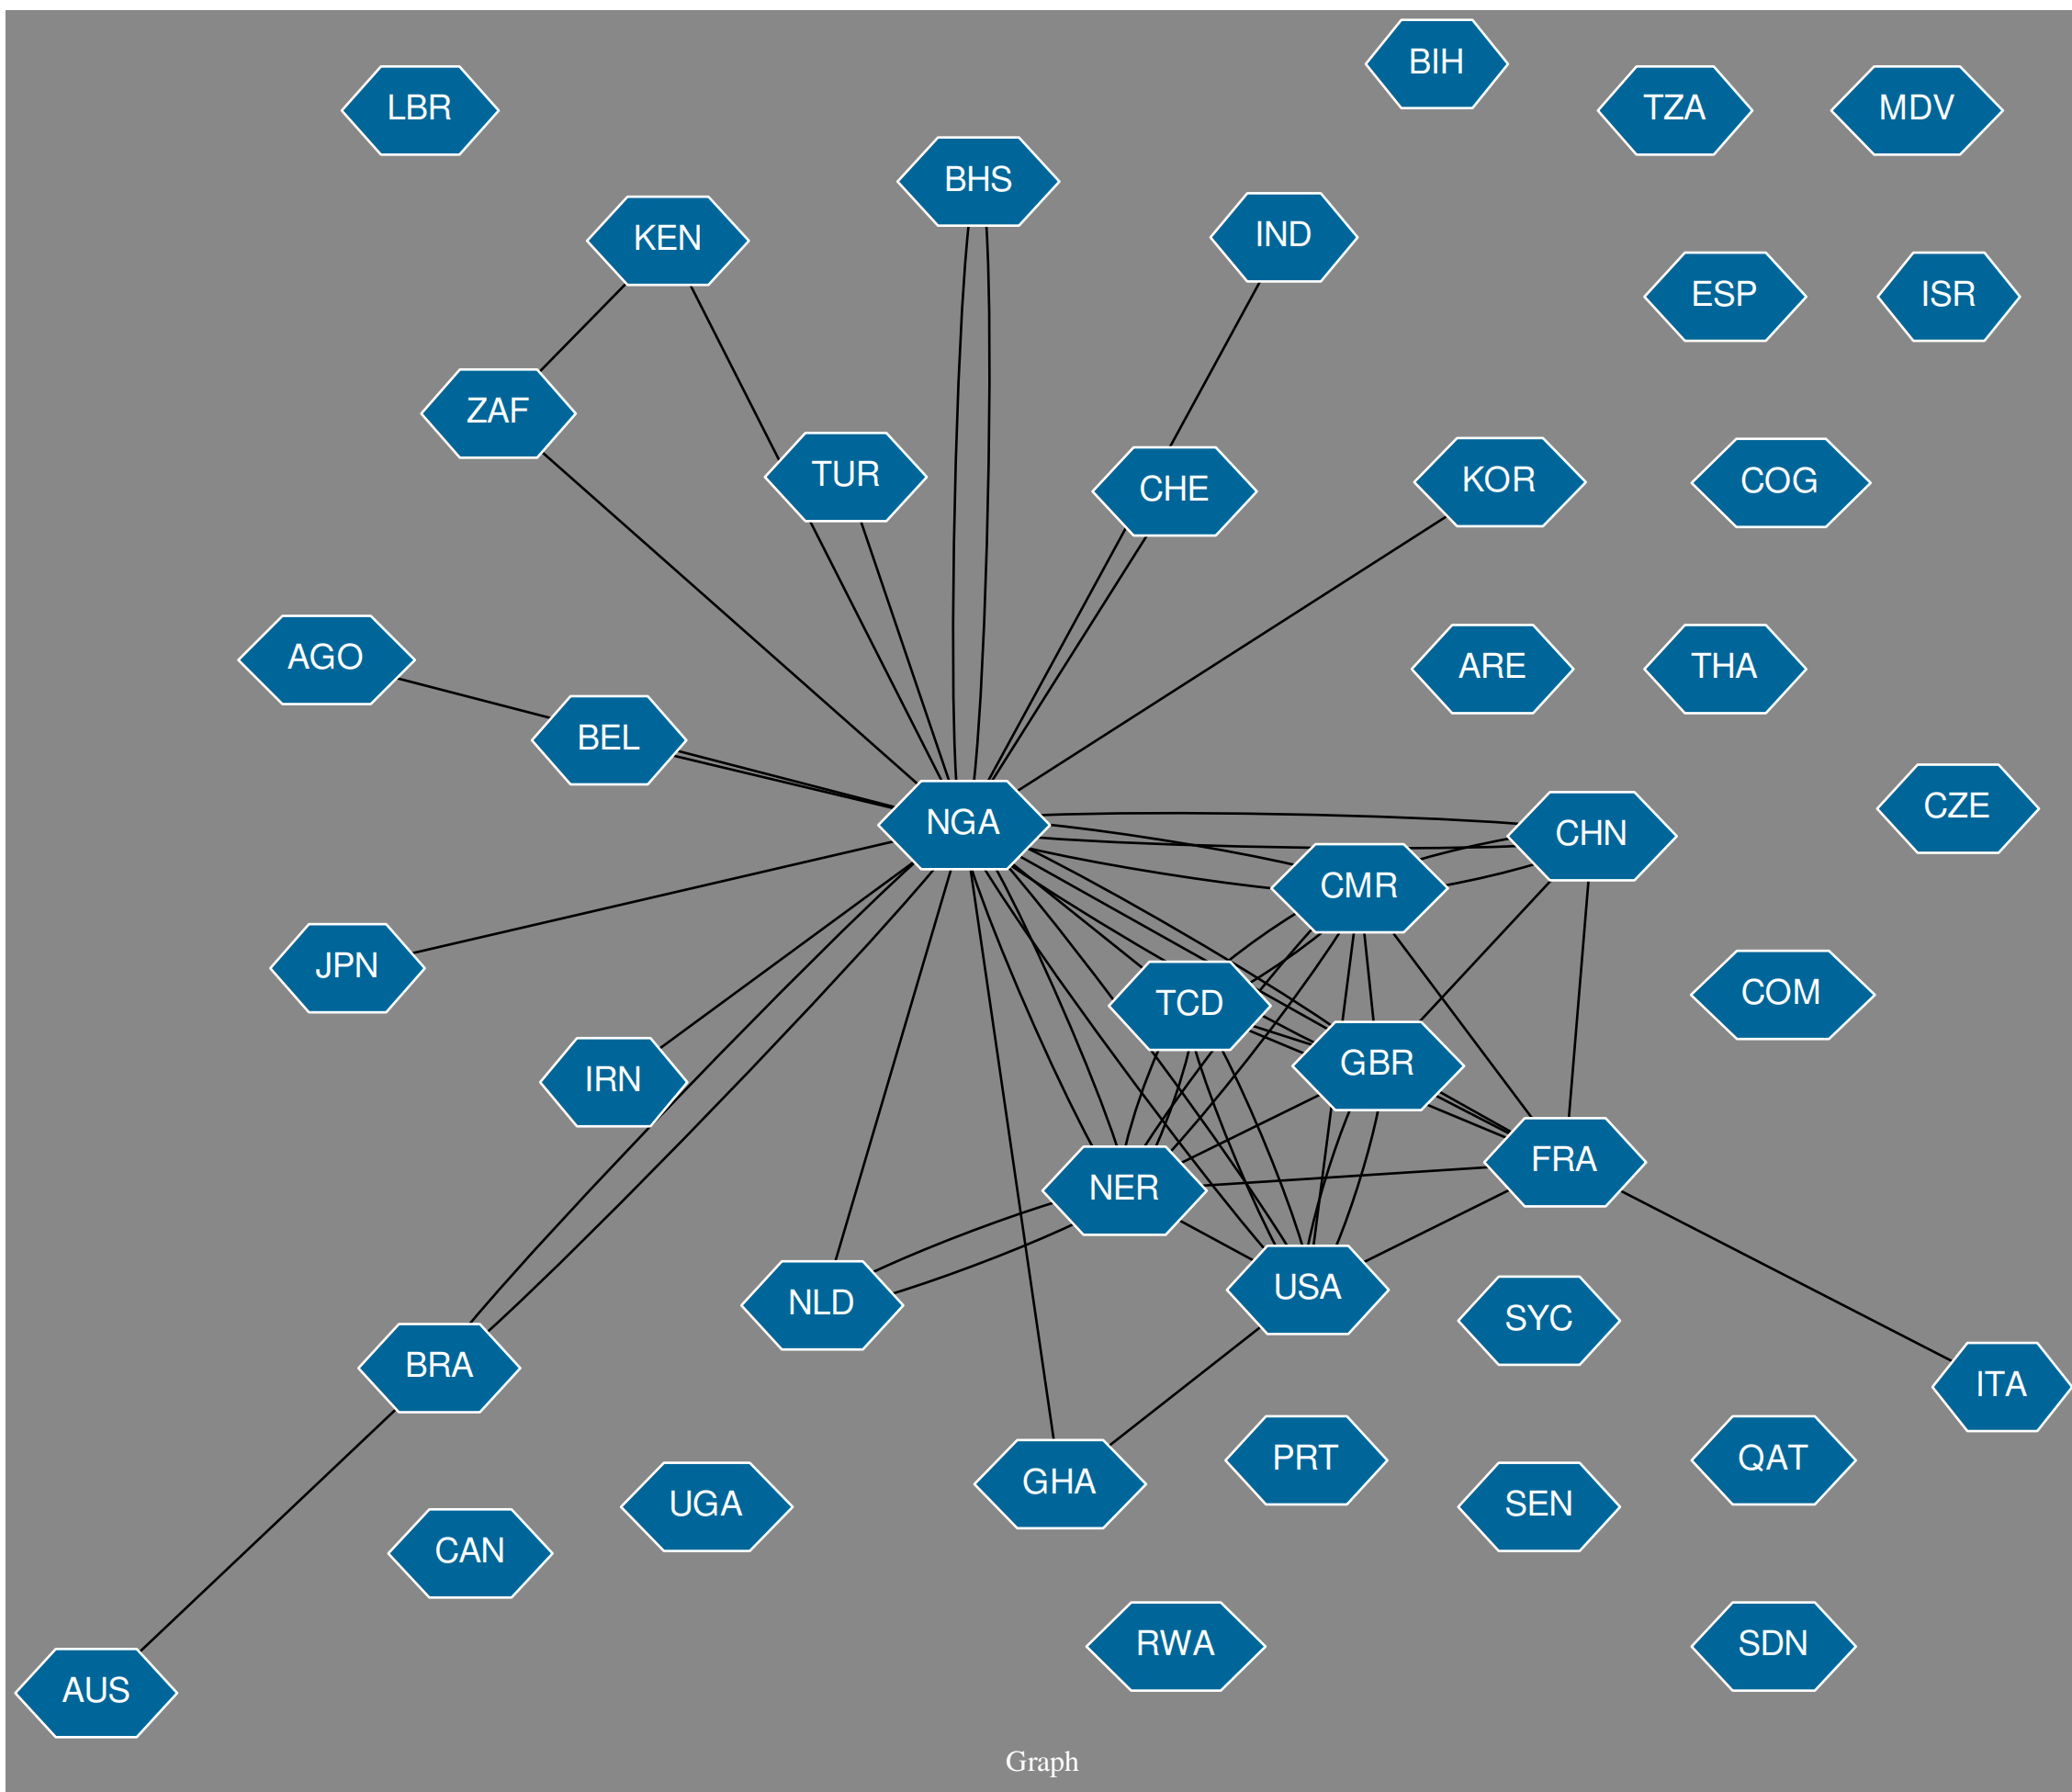 BIH
LBR
TZA
MDV
BHS
KEN
IND
ESP
ISR
ZAF
TUR
CHE
KOR
COG
AGO
ARE
THA
BEL
NGA
CHN
CZE
CMR
JPN
TCD
COM
IRN
GBR
NER
FRA
NLD
USA
SYC
BRA
ITA
UGA
GHA
PRT
SEN
QAT
CAN
RWA
SDN
AUS
Graph